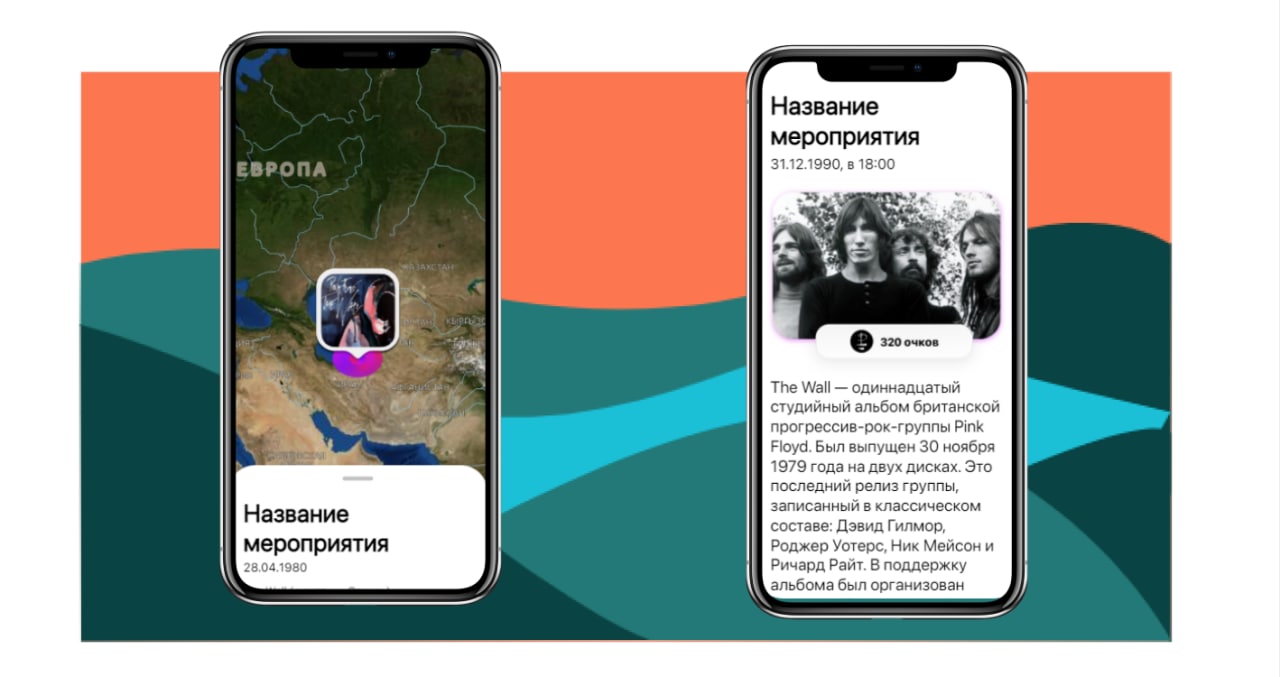 ЕВРОПА
КАЗАХСТАН
Название
мероприятия
28.04.1980
Название
мероприятия
31.12.1990, в 18:00
320 очков
The Wall — одиннадцатый
студийный альбом британской
прогрессив-рок-группы Pink
Floyd. Был выпущен 30 ноября
1979 года на двух дисках. Это
последний релиз группы,
записанный в классическом
составе: Дэвид Гилмор,
Роджер Уотерс, Ник Мейсон и
Ричард Райт. В поддержку
альбома был организован